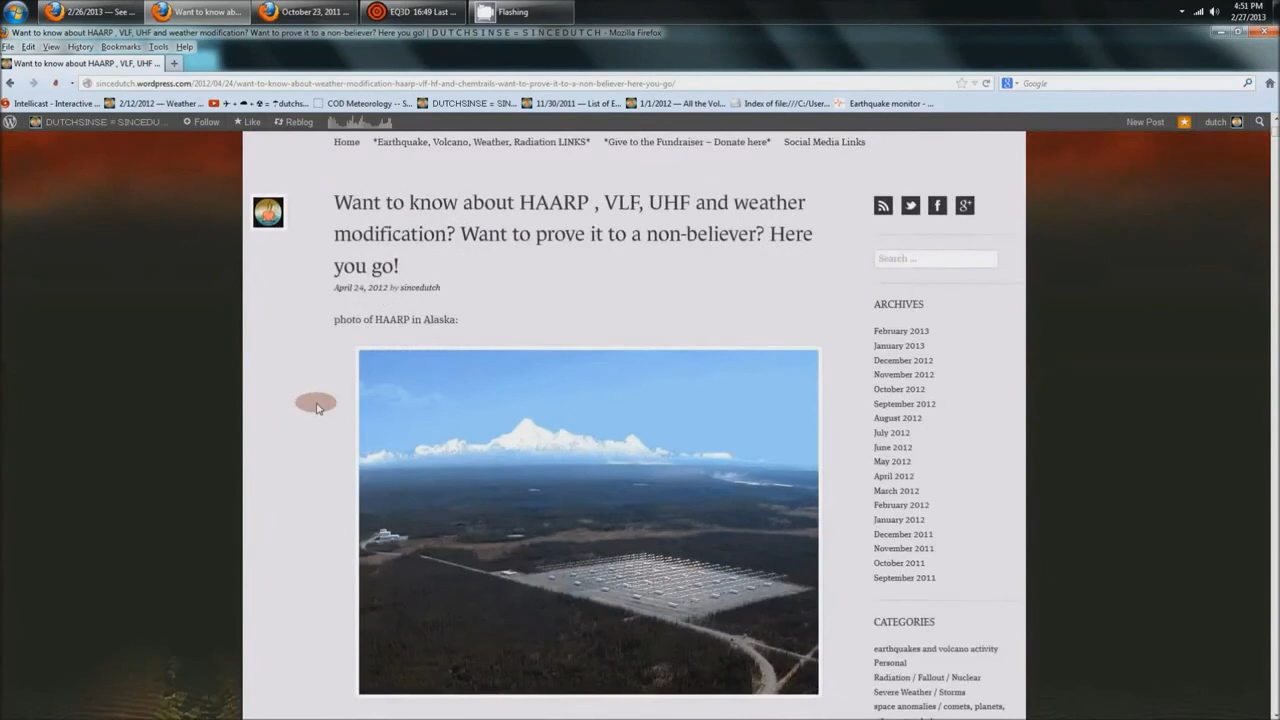 2/26/2013 — See ...
Want to know ab...
October 23, 2011 ...
EQ3D 16:49 Last ...
Flashing
4:51 PM
2/27/2013
Want to know about HAARP , VLF, UHF and weather modification? Want to prove it to a non-believer? Here you go! | D U T C H S I N S E = S I N C E D U T C H - Mozilla Firefox
File Edit View History Bookmarks Tools Help
Want to know about HAARP , VLF, UHF ...
sincedutch.wordpress.com/2012/04/24/want-to-know-about-weather-modification-haarp-vlf-hf-and-chemtrails-want-to-prove-it-to-a-non-believer-here-you-go/
Google
Intellicast - Interactive ...
2/12/2012 — Weather ...
dutchs...
COD Meteorology -- S...
DUTCHSINSE = SIN...
11/30/2011 — List of E...
1/1/2012 — All the Vol...
Index of file:///C:/User...
Earthquake monitor - ...
DUTCHSINSE = SINCEDU ...
Follow
Like
Reblog
New Post
dutch
Home
*Earthquake, Volcano, Weather, Radiation LINKS*
*Give to the Fundraiser – Donate here*
Social Media Links
Want to know about HAARP , VLF, UHF and weather
modification? Want to prove it to a non-believer? Here
you go!
April 24, 2012 by sincedutch
photo of HAARP in Alaska:
Search ...
ARCHIVES
February 2013
January 2013
December 2012
November 2012
October 2012
September 2012
August 2012
July 2012
June 2012
May 2012
April 2012
March 2012
February 2012
January 2012
December 2011
November 2011
October 2011
September 2011
CATEGORIES
earthquakes and volcano activity
Personal
Radiation / Fallout / Nuclear
Severe Weather / Storms
space anomalies / comets, planets,